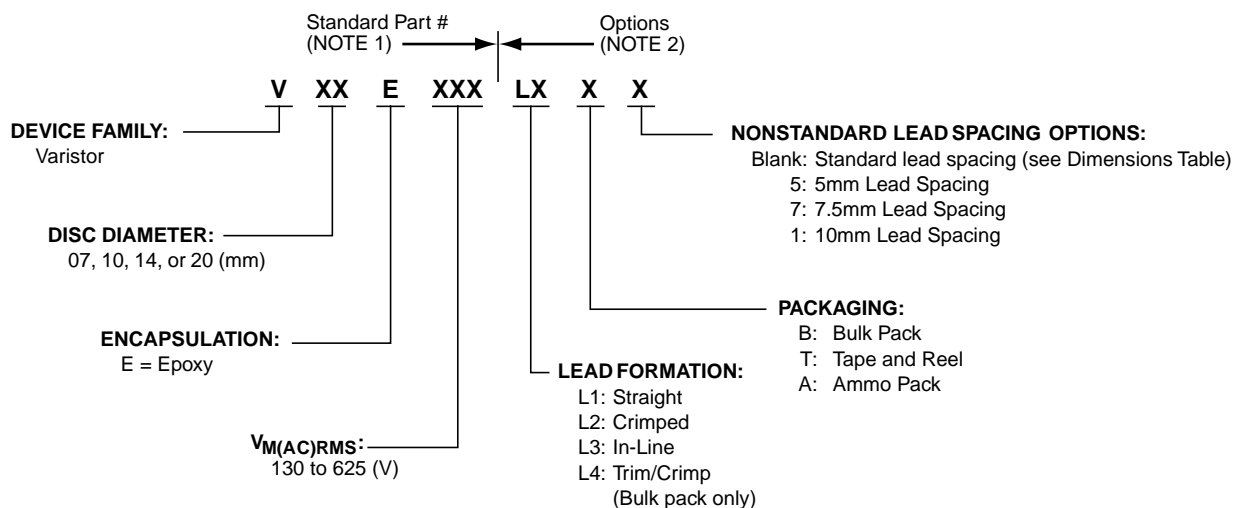 Standard Part #
(NOTE 1)
Options
(NOTE 2)
V XX E XXX LX X X
DEVICE FAMILY:
Varistor
DISC DIAMETER:
07, 10, 14, or 20 (mm)
ENCAPSULATION:
E = Epoxy
VM(AC)RMS:
130 to 625 (V)
LEAD FORMATION:
L1: Straight
L2: Crimped
L3: In-Line
L4: Trim/Crimp
(Bulk pack only)
PACKAGING:
B: Bulk Pack
T: Tape and Reel
A: Ammo Pack
NONSTANDARD LEAD SPACING OPTIONS:
Blank: Standard lead spacing (see Dimensions Table)
5: 5mm Lead Spacing
7: 7.5mm Lead Spacing
1: 10mm Lead Spacing